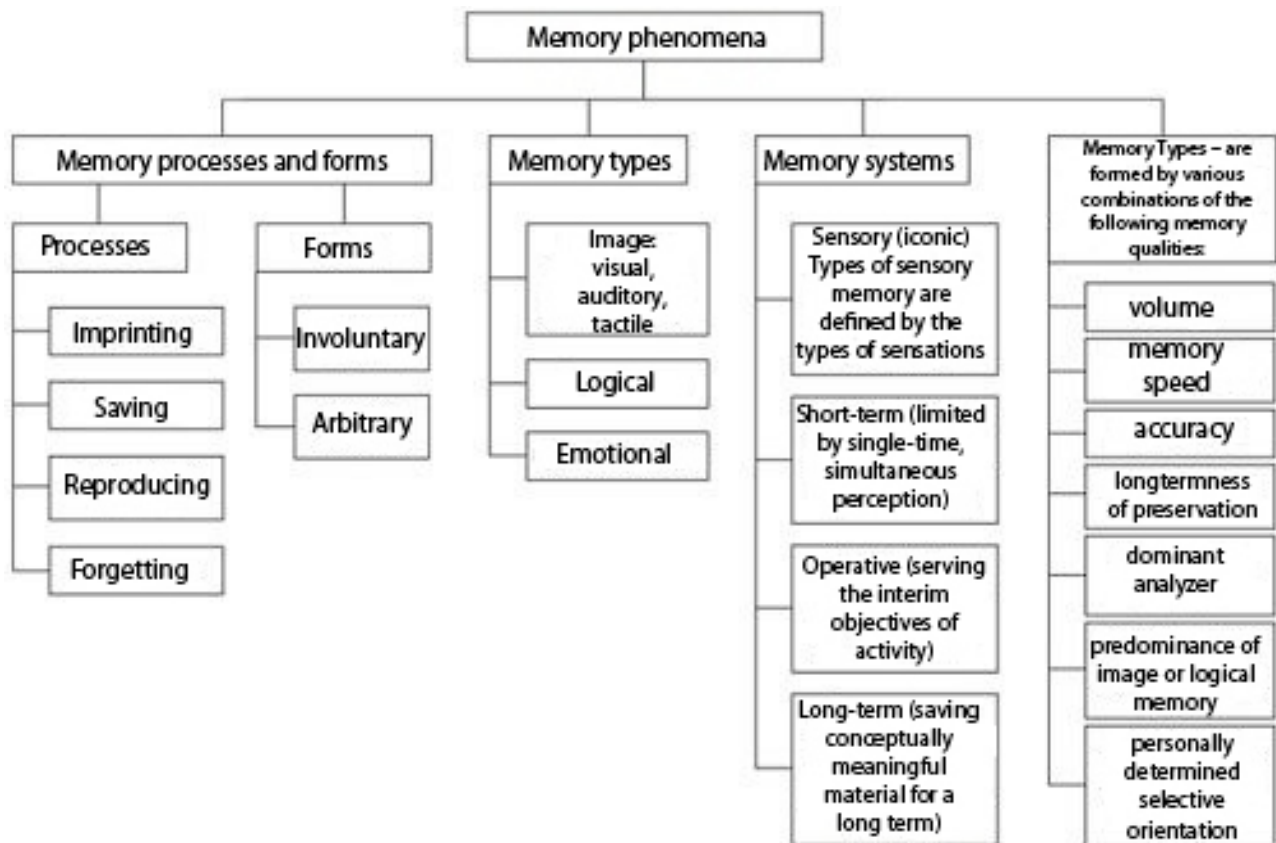 Memory phenomena
Memory processes and forms
Processes
Imprinting
Saving
Reproducing
Forgetting
Forms
Involuntary
Arbitrary
Memory types
Image:
visual,
auditory,
tactile
Logical
Emotional
Memory systems
Sensory (iconic)
Types of sensory
memory are
defined by the
types of sensations
Short-term (limited
by single-time,
simultaneous
perception)
Operative (serving
the interim
objectives of
activity)
Long-term (saving
conceptually
meaningful
material for a
long term)
Memory Types – are
formed by various
combinations of the
following memory
qualities:
volume
memory
speed
accuracy
longtermness
of preservation
dominant
analyzer
predominance of
image or logical
memory
personally
determined
selective
orientation